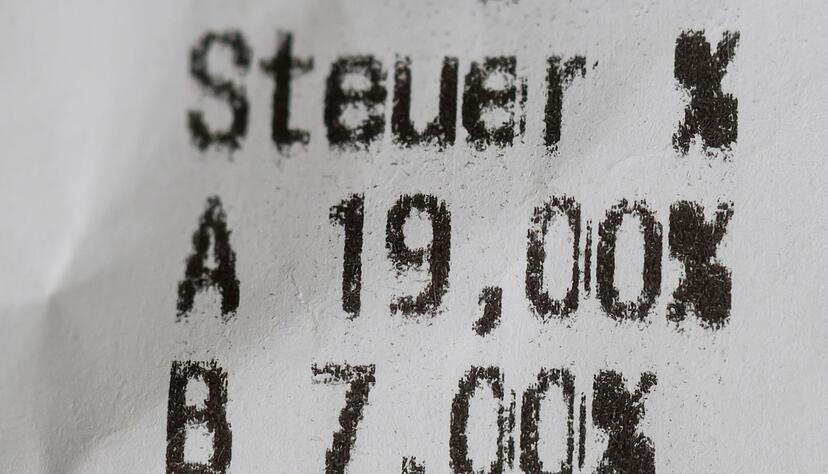 Steuer %
A 19,00%
B 7,00%